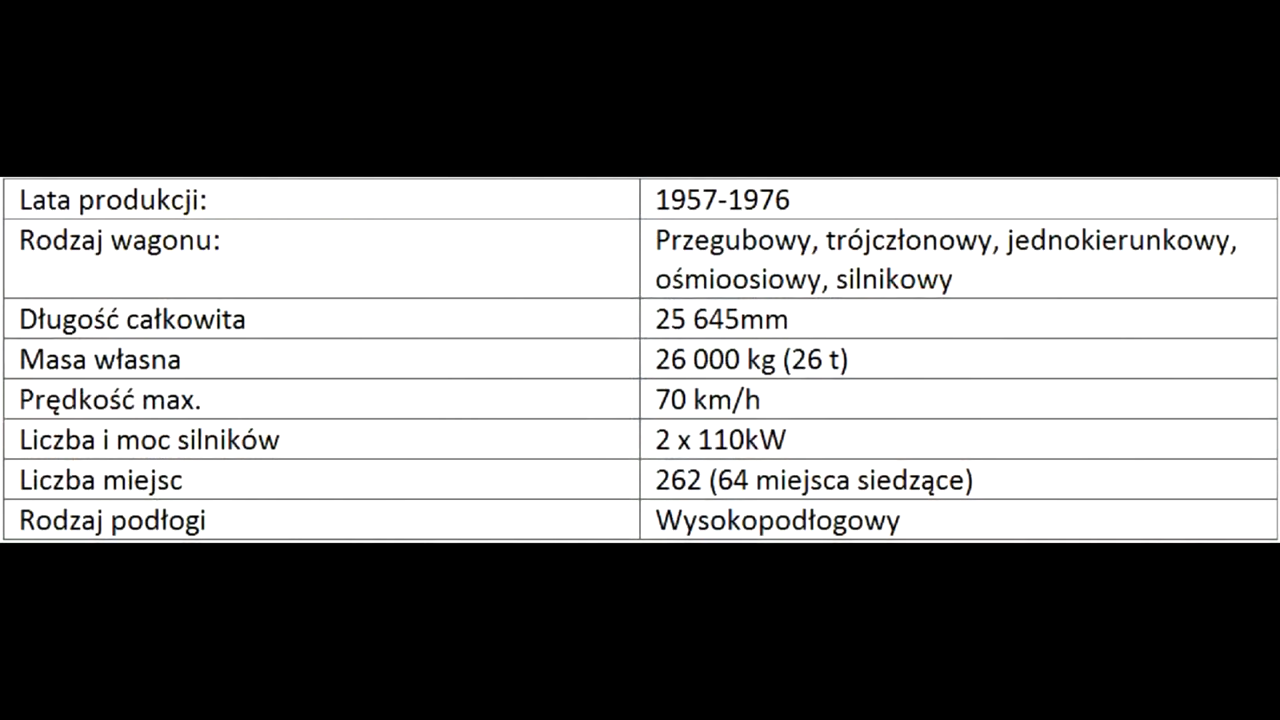 Lata produkcji: 1957-1976
Rodzaj wagonu: Przegubowy, trójczłonowy, jednokierunkowy,
ośmioosiowy, silnikowy
Długość całkowita 25 645mm
Masa własna 26 000 kg (26 t)
Prędkość max. 70 km/h
Liczba i moc silników 2 x 110kW
Liczba miejsc 262 (64 miejsca siedzące)
Rodzaj podłogi Wysokopodłogowy